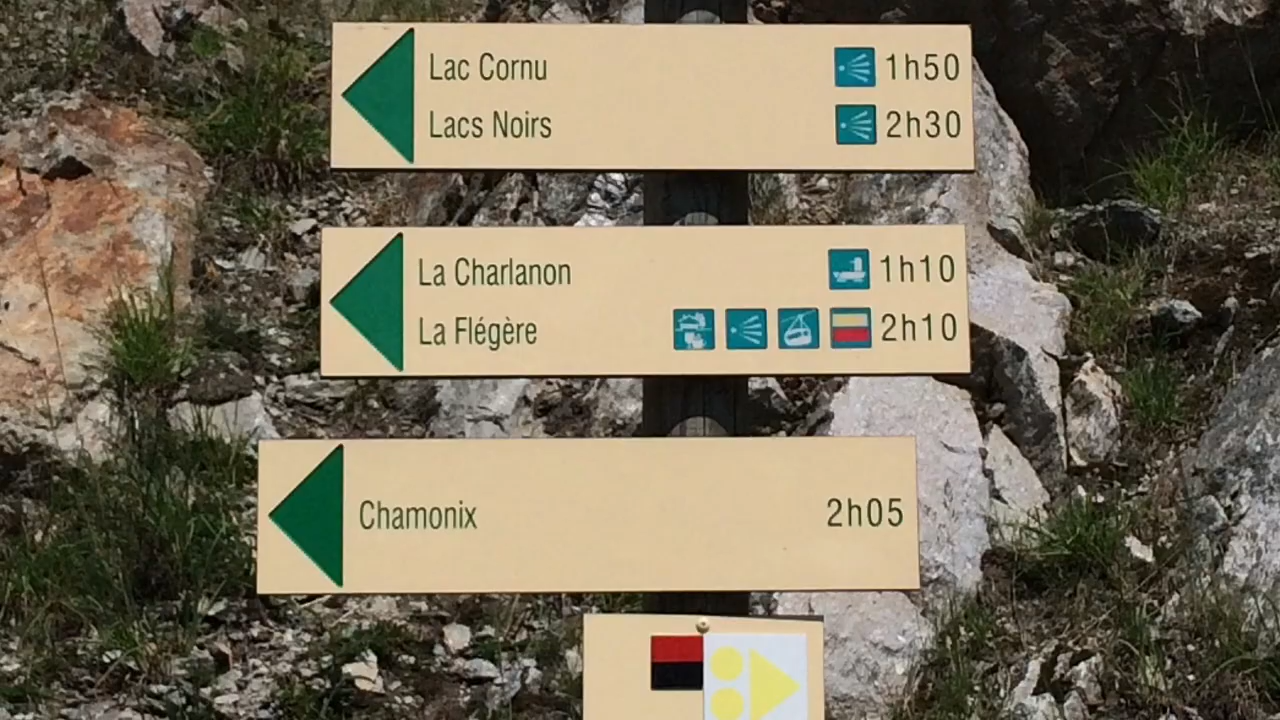 Lac Cornu 1h50
Lacs Noirs 2h30
La Charlanon 1h10
La Flégère 2h10
Chamonix 2h05